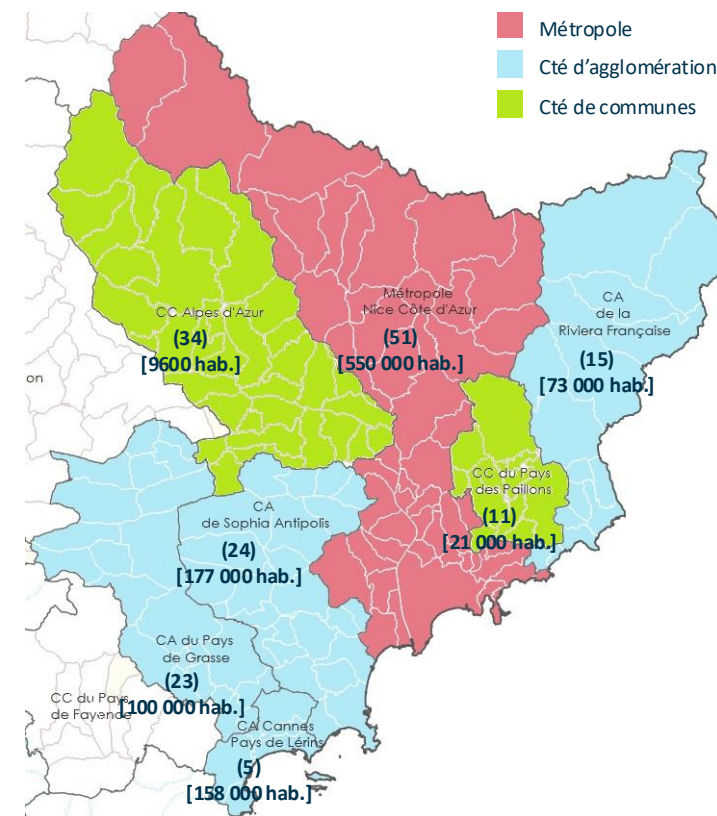 Métropole
Cté d'agglomération
Cté de communes
CC Alpes d'Azur
(34)
[9600 hab.]
Métropole
Nice Côte d'Azur
(51)
[550 000 hab.]
CA
de la
Riviera Française
(15)
[73 000 hab.]
on
CC du Pays
des Paillons
(11)
[21 000 hab.]
CA
de Sophia Antipolis
(24)
[177 000 hab.]
CA du Pays
de Grasse
(23)
[100 000 hab.]
CC du Pays
de Fayence
CA Cannes
Pays de Lérins
(5)
[158 000 hab.]